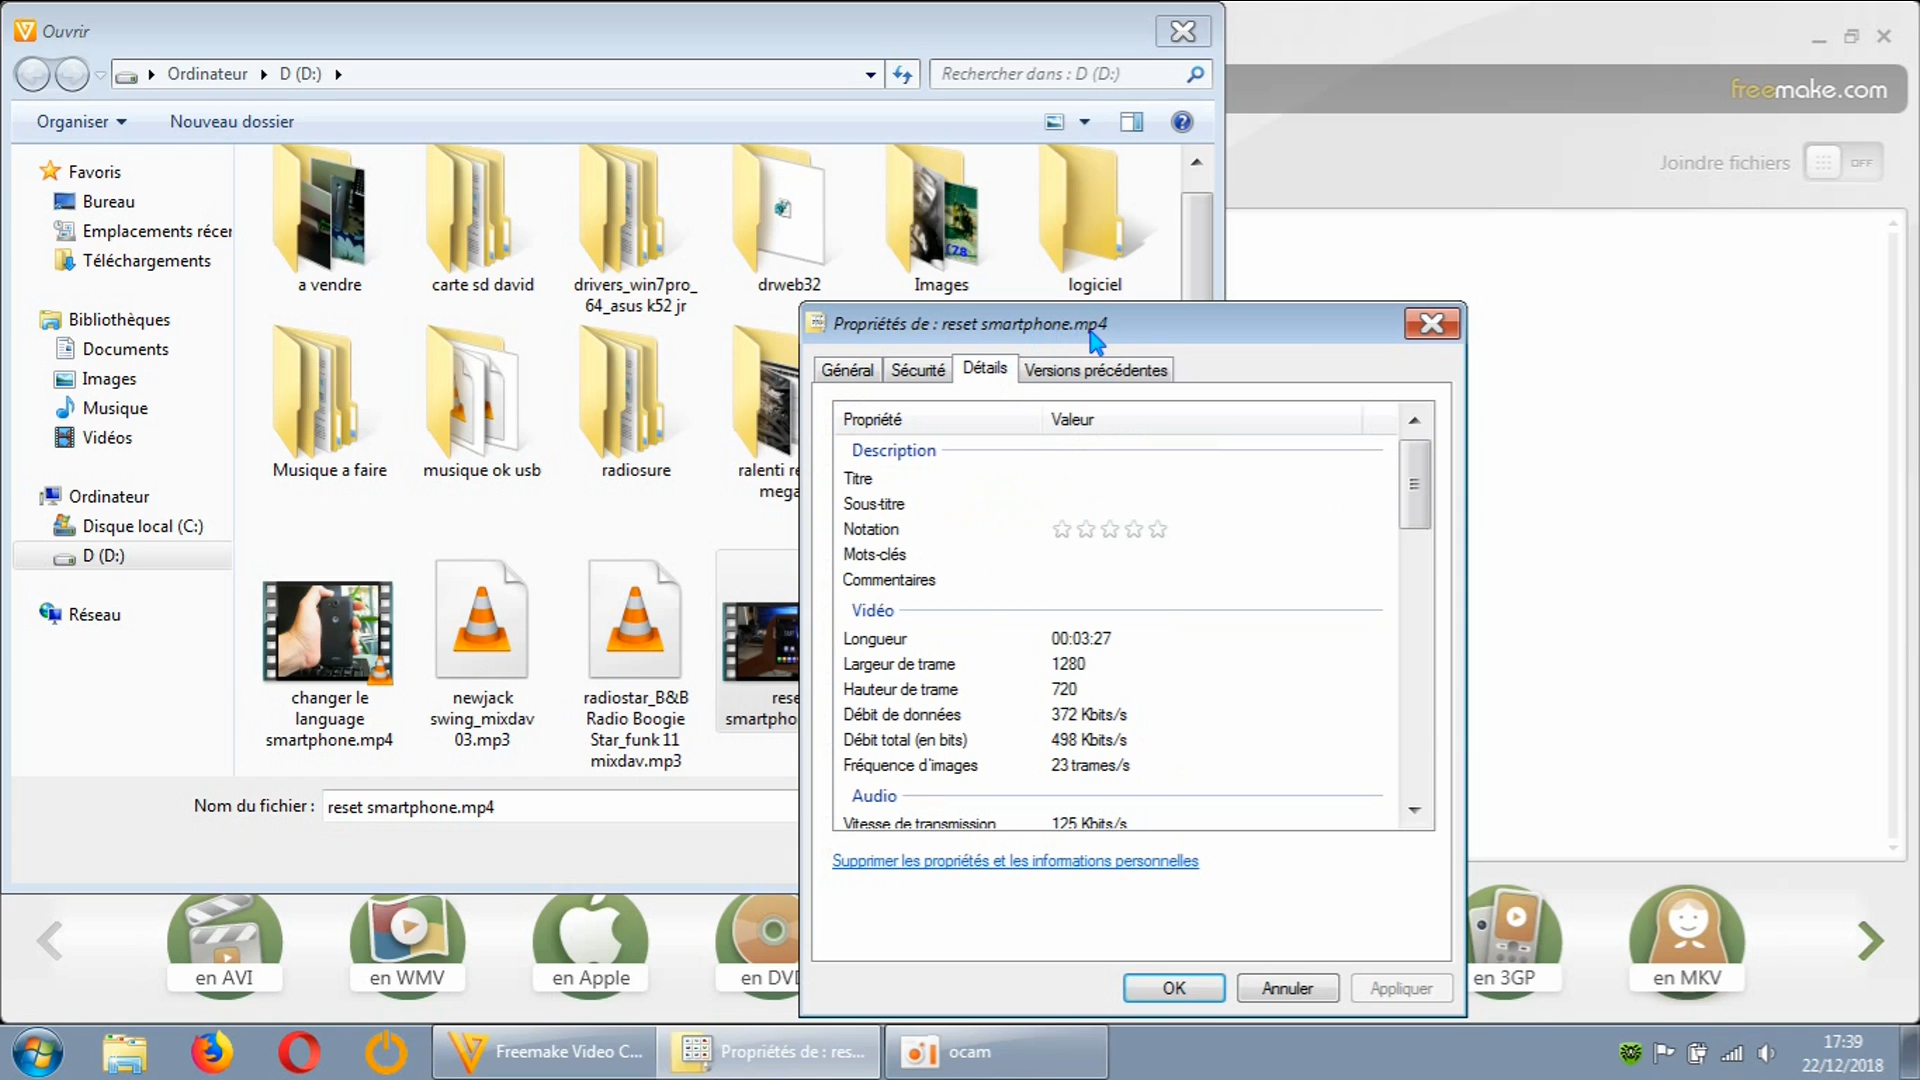 Ouvrir
Ordinateur D (D:)
Rechercher dans : D (D:)
Organiser
Nouveau dossier
freemake.com
Joindre fichiers
OFF
Favoris
Bureau
Emplacements récer
Téléchargements
Bibliothèques
Documents
Images
Musique
Vidéos
Ordinateur
Disque local (C:)
D (D:)
Réseau
a vendre
carte sd david
drivers_win7pro_
64_asus k52 jr
drweb32
Images
logiciel
Musique a faire
musique ok usb
radiosure
ralenti re
mega
changer le
language
smartphone.mp4
newjack
swing_mixdav
03.mp3
radiostar_B&B
Radio Boogie
Star_funk 11
mixdav.mp3
rese
smartpho
Nom du fichier :
reset smartphone.mp4
Propriétés de : reset smartphone.mp4
Général
Sécurité
Détails
Versions précédentes
Propriété
Valeur
Description
Titre
Sous-titre
Notation
Mots-clés
Commentaires
Vidéo
Longueur 00:03:27
Largeur de trame 1280
Hauteur de trame 720
Débit de données 372 Kbits/s
Débit total (en bits) 498 Kbits/s
Fréquence d'images 23 trames/s
Audio
Vitesse de transmission 125 Kbits/s
Supprimer les propriétés et les informations personnelles
OK
Annuler
Appliquer
en AVI
en WMV
en Apple
en DVD
en 3GP
en MKV
Freemake Video C...
Propriétés de : res...
ocam
17:39
22/12/2018